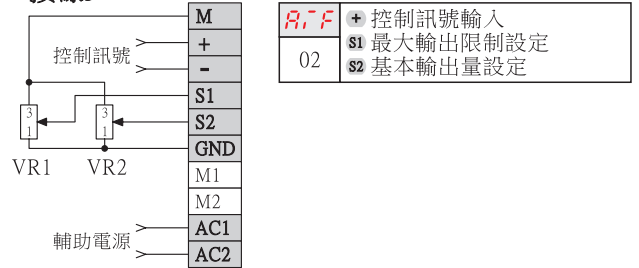 M
控制訊號
+
-
S1
S2
GND
M1
M2
AC1
AC2
輔助電源
3
1
3
1
VR1
VR2
02
+ 控制訊號輸入
S1 最大輸出限制設定
S2 基本輸出量設定